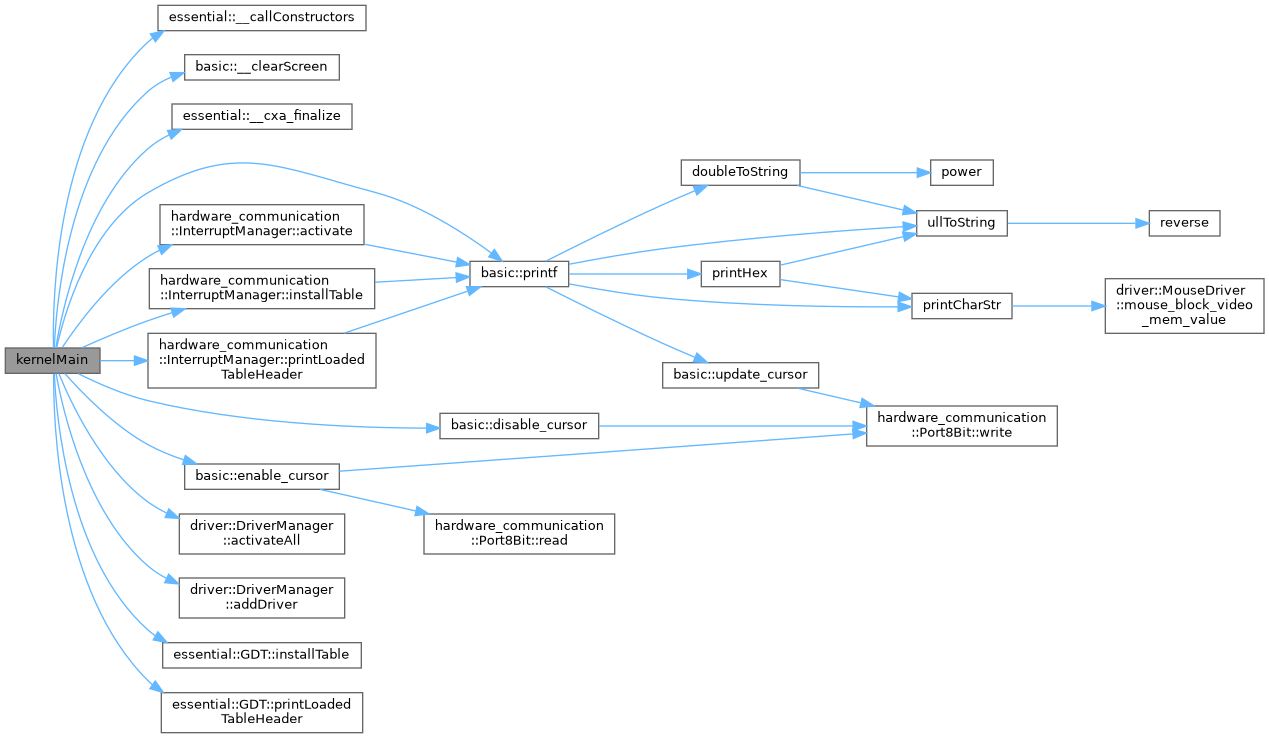 essential::__callConstructors
basic::__clearScreen
essential::__cxa_finalize
doubleToString
power
hardware_communication
::InterruptManager::activate
ullToString
reverse
basic::printf
printHex
hardware_communication
::InterruptManager::installTable
printCharStr
driver::MouseDriver
::mouse_block_video
_mem_value
kernelMain
hardware_communication
::InterruptManager::printLoaded
TableHeader
basic::update_cursor
basic::disable_cursor
hardware_communication
::Port8Bit::write
basic::enable_cursor
driver::DriverManager
::activateAll
hardware_communication
::Port8Bit::read
driver::DriverManager
::addDriver
essential::GDT::installTable
essential::GDT::printLoaded
TableHeader